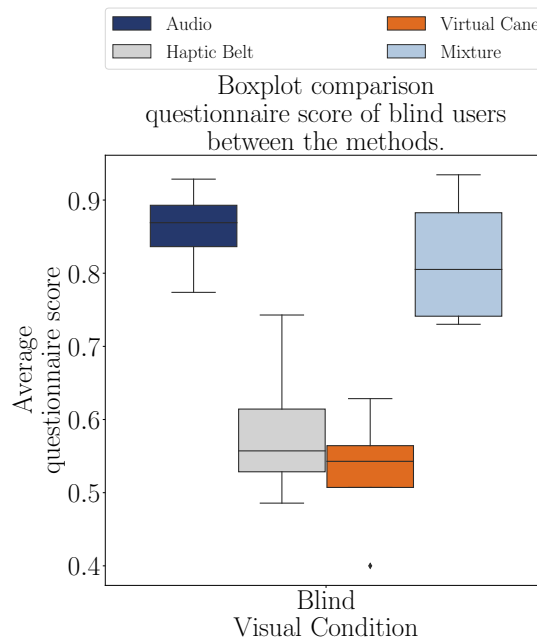 Audio
Haptic Belt
Virtual Cane
Mixture
Boxplot comparison
questionnaire score of blind users
between the methods.
Average
questionnaire score
0.9
0.8
0.7
0.6
0.5
0.4
Blind
Visual Condition